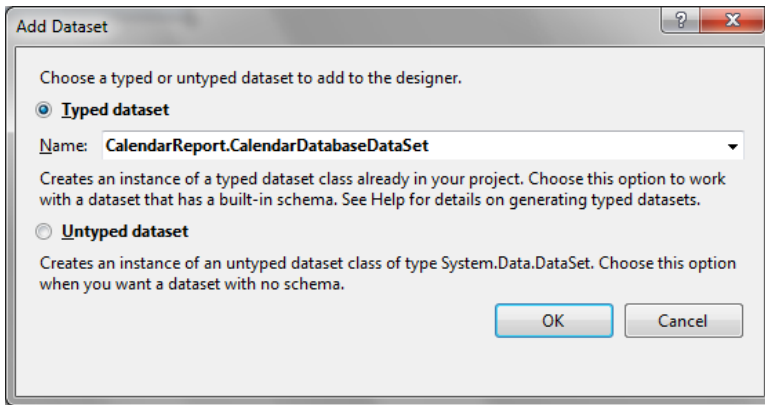 Add Dataset
?
Choose a typed or untyped dataset to add to the designer.
Typed dataset
Name: CalendarReport.CalendarDatabaseDataSet
Creates an instance of a typed dataset class already in your project. Choose this option to work
with a dataset that has a built-in schema. See Help for details on generating typed datasets.
Untyped dataset
Creates an instance of an untyped dataset class of type System.Data.DataSet. Choose this option
when you want a dataset with no schema.
OK Cancel